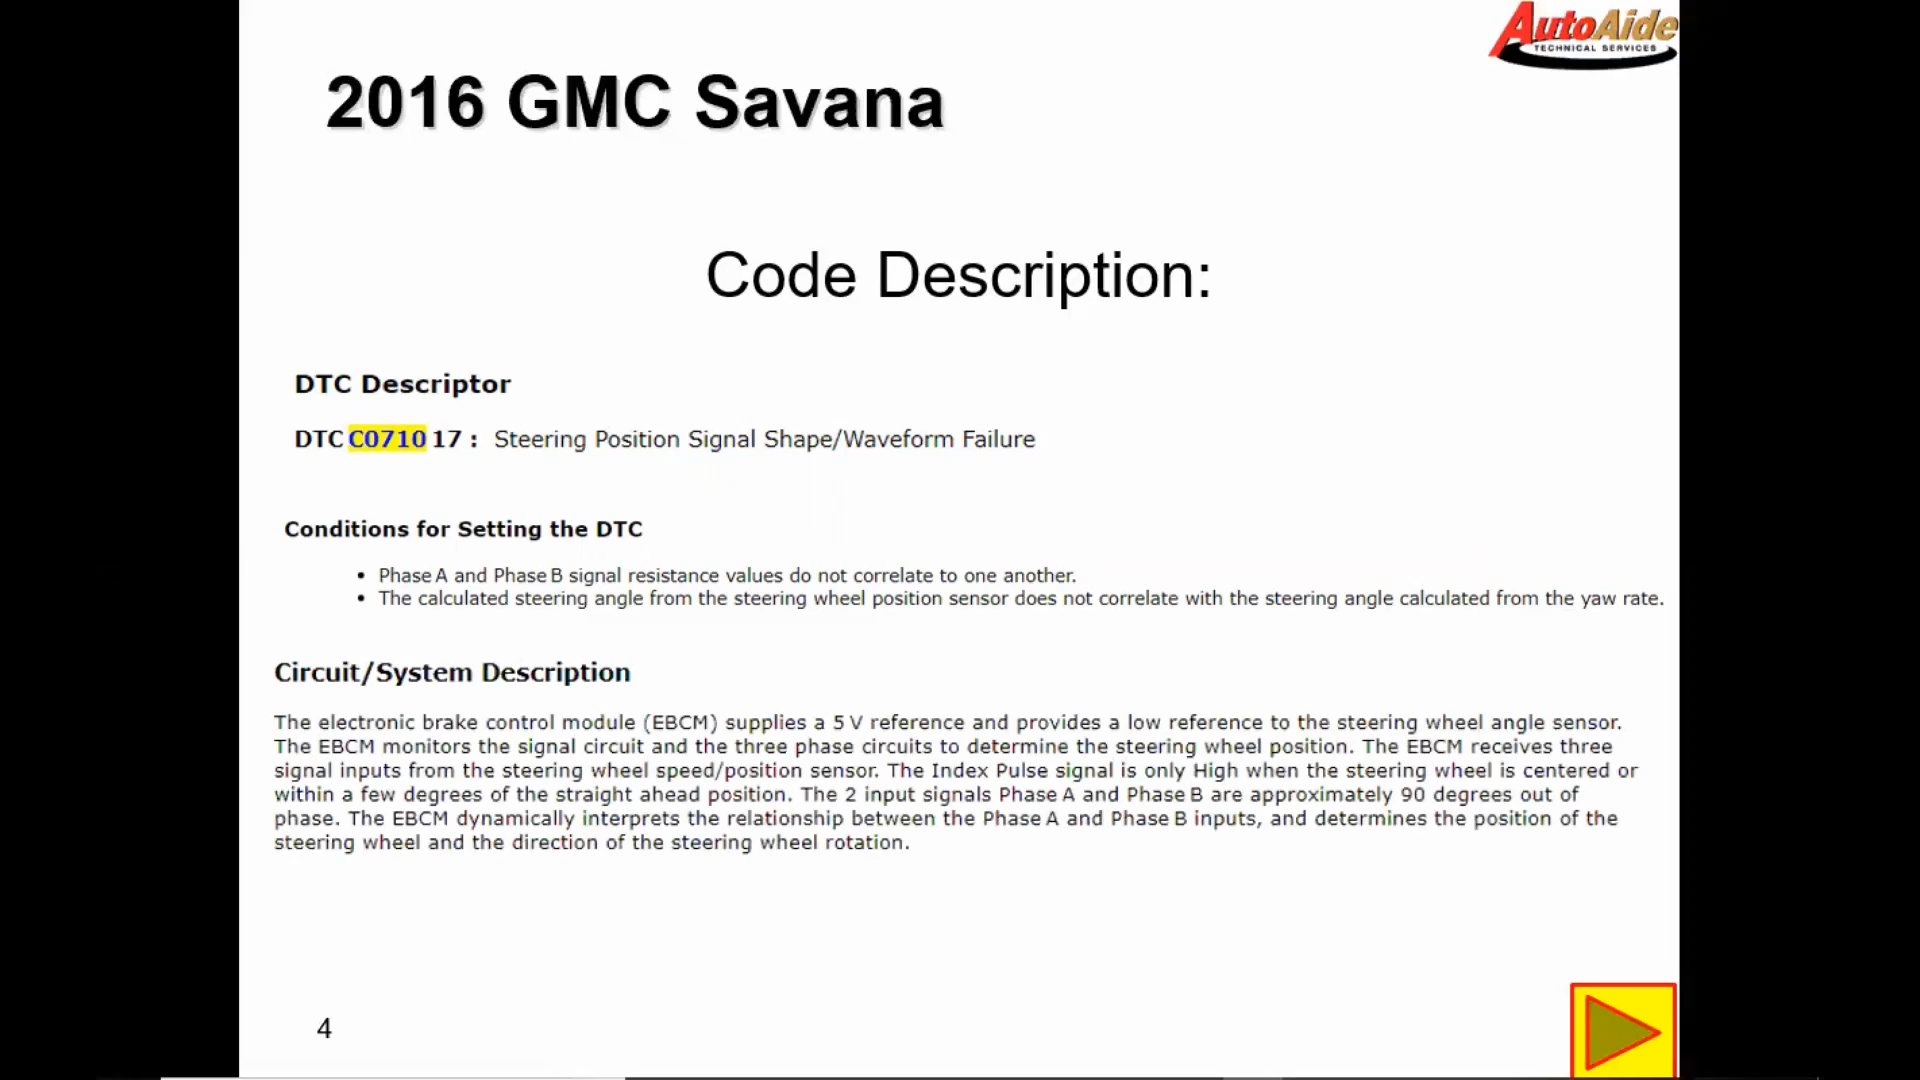 AutoAide
TECHNICAL SERVICES
2016 GMC Savana
Code Description:
DTC Descriptor
DTC C0710 17 : Steering Position Signal Shape/Waveform Failure
Conditions for Setting the DTC
• Phase A and Phase B signal resistance values do not correlate to one another.
• The calculated steering angle from the steering wheel position sensor does not correlate with the steering angle calculated from the yaw rate.
Circuit/System Description
The electronic brake control module (EBCM) supplies a 5 V reference and provides a low reference to the steering wheel angle sensor.
The EBCM monitors the signal circuit and the three phase circuits to determine the steering wheel position. The EBCM receives three
signal inputs from the steering wheel speed/position sensor. The Index Pulse signal is only High when the steering wheel is centered or
within a few degrees of the straight ahead position. The 2 input signals Phase A and Phase B are approximately 90 degrees out of
phase. The EBCM dynamically interprets the relationship between the Phase A and Phase B inputs, and determines the position of the
steering wheel and the direction of the steering wheel rotation.
4